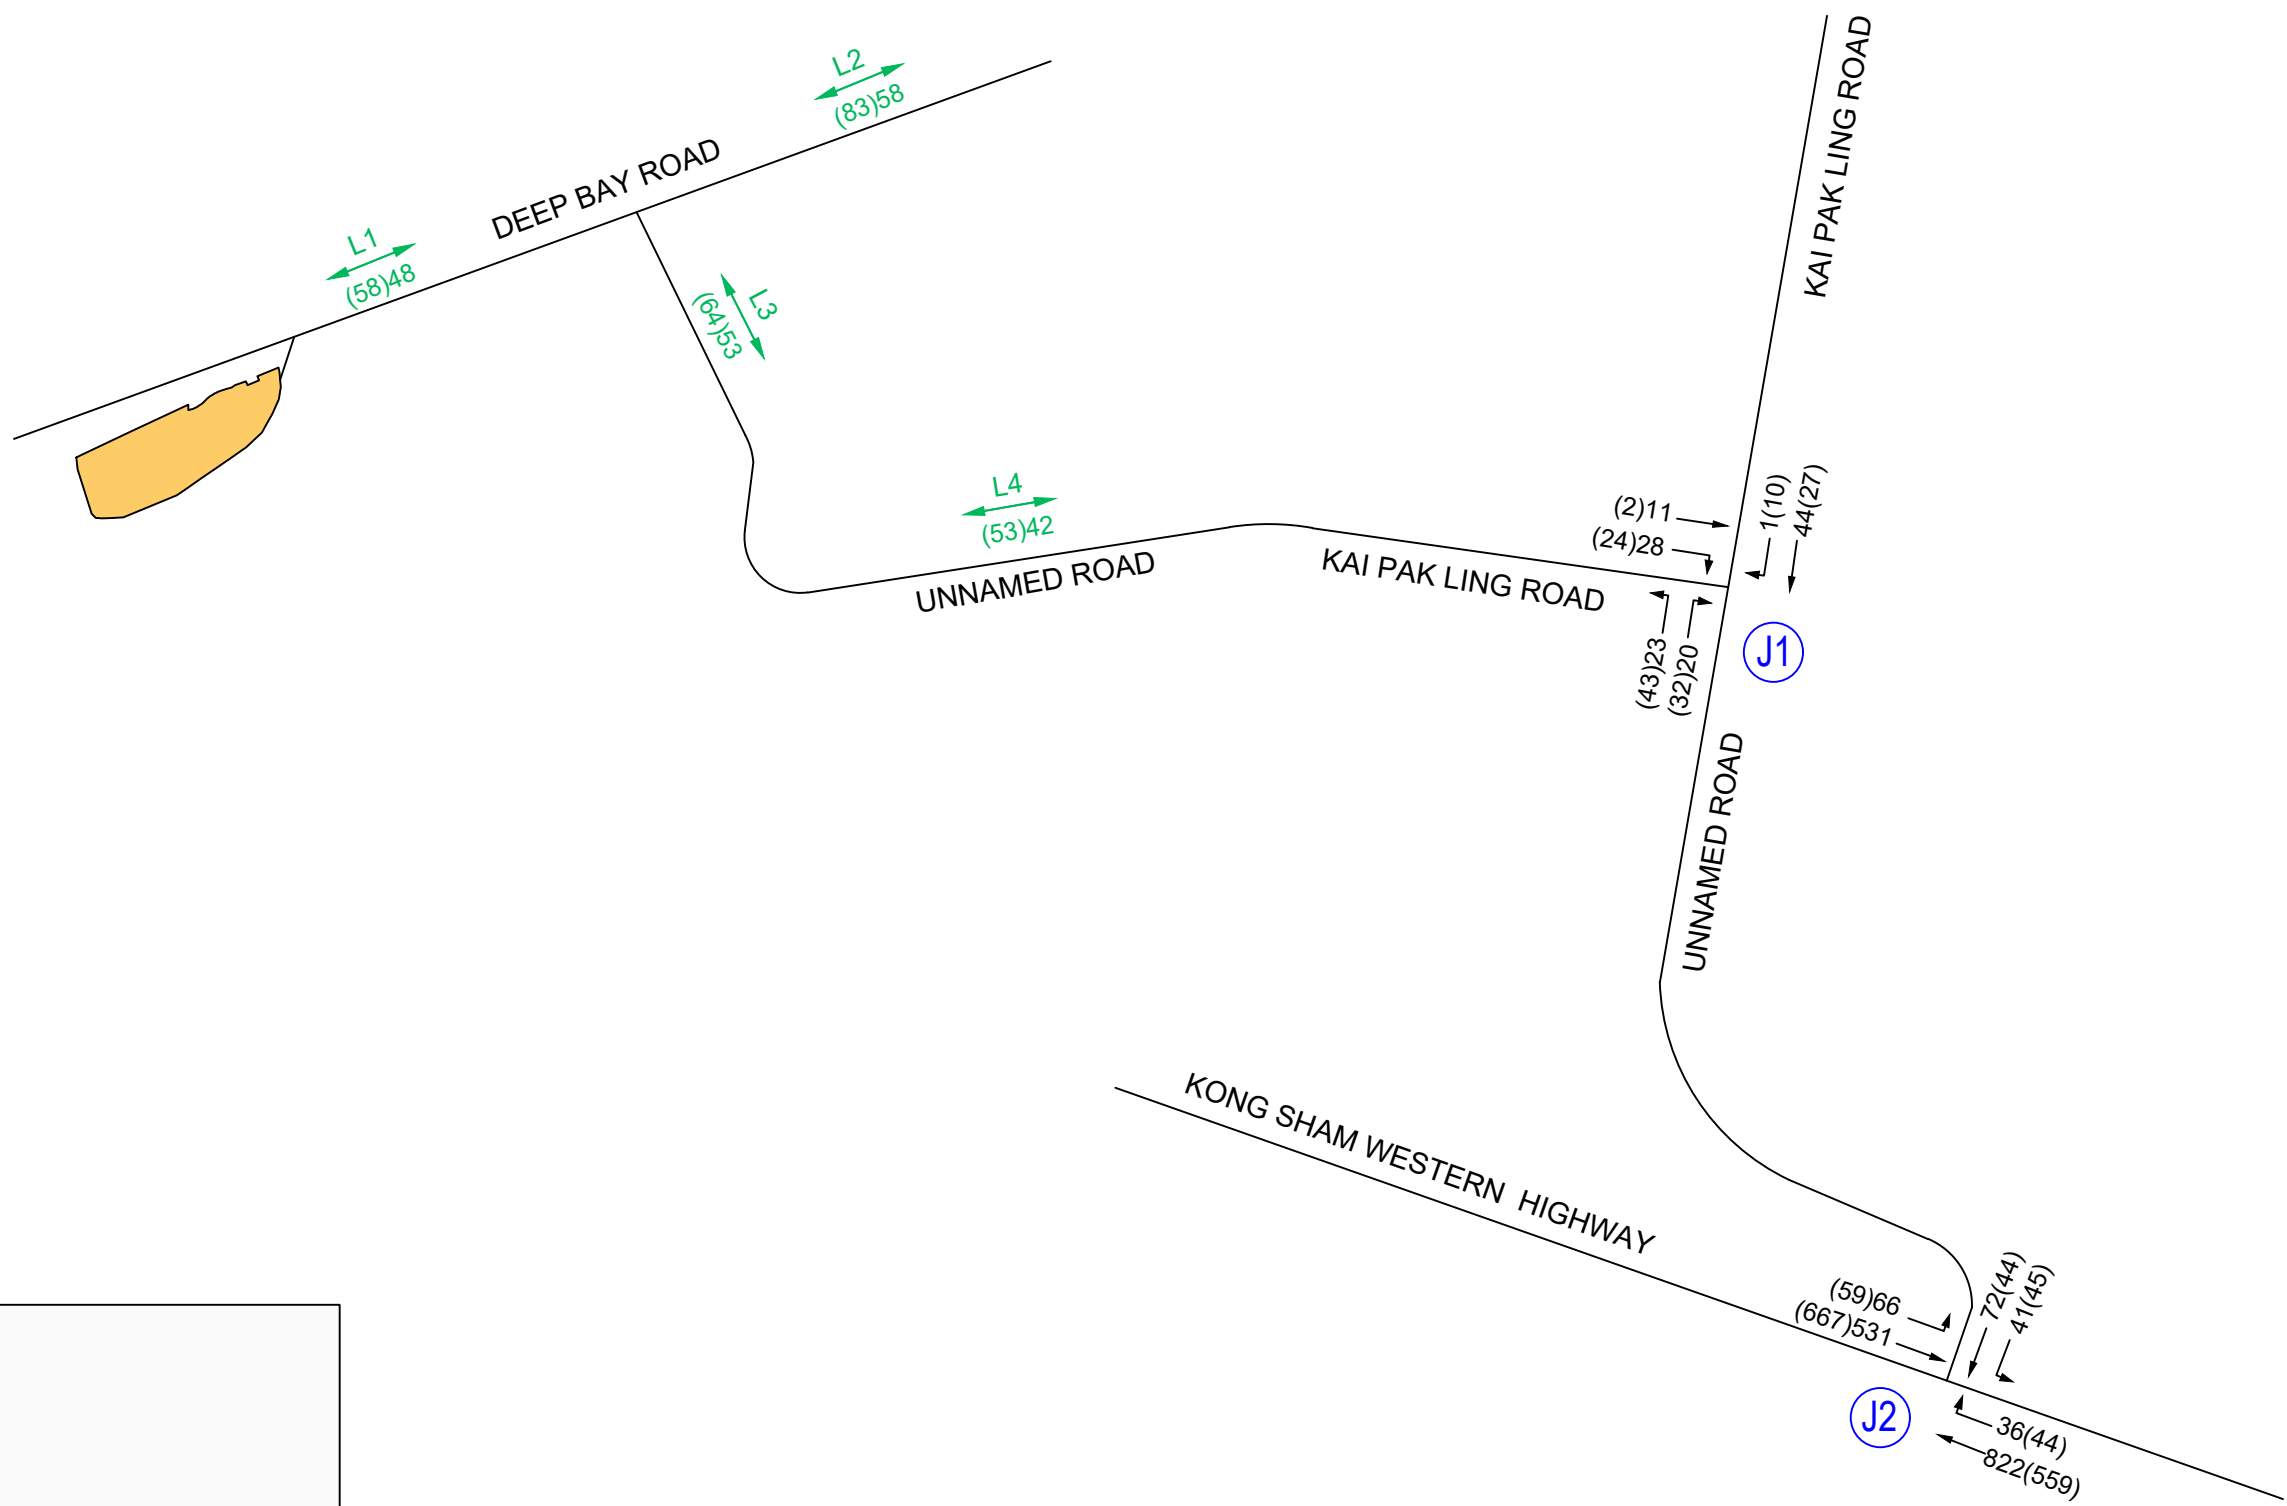 L2
(83)58
DEEP BAY ROAD
L1
(58)48
L3
(64)53
KAI PAK LING ROAD
L4
(53)42
UNNAMED ROAD
KAI PAK LING ROAD
(2)11
(24)28
1(10)
44(27)
(43)23
(32)20
J1
UNNAMED ROAD
KONG SHAM WESTERN HIGHWAY
(59)66
(667)531
72(44)
41(45)
J2
36(44)
822(559)